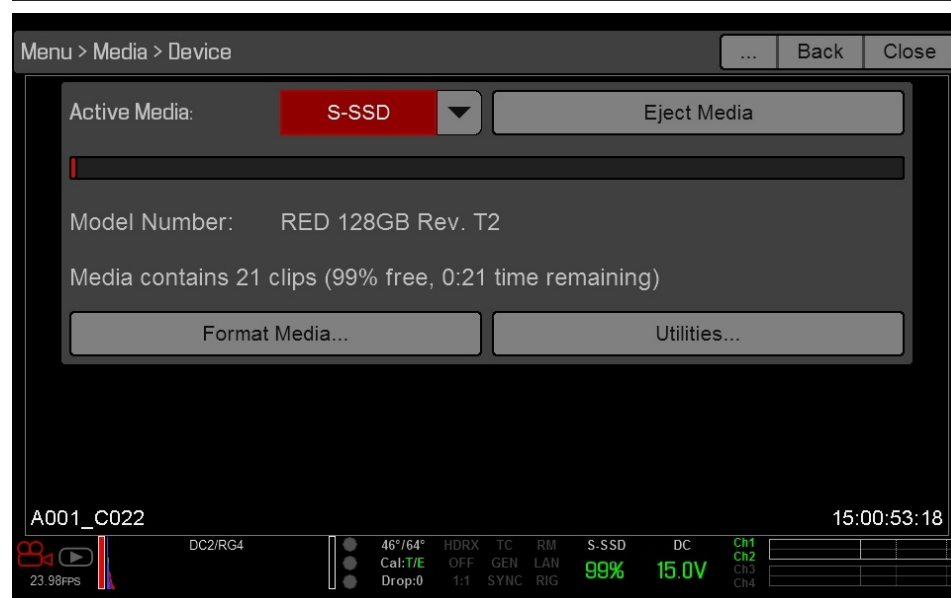 Menu > Media > Device
...
Back
Close
Active Media:
S-SSD
Eject Media
Model Number: RED 128GB Rev. T2
Media contains 21 clips (99% free, 0:21 time remaining)
Format Media...
Utilities...
A001_C022
15:00:53:18
DC2/RG4
46°/64° HDRX TC RM S-SSD DC Ch1
Ch2
Cal:T/E OFF GEN LAN 99% 15.0V Ch3
23.98FPS Drop:0 1:1 SYNC RIG Ch4